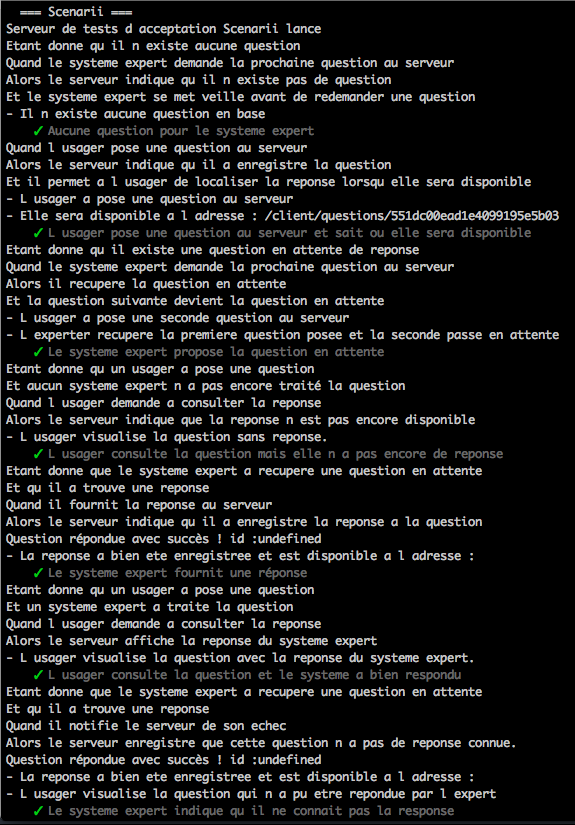 === Scenarii ===
Serveur de tests d acceptation Scenarii lance
Etant donne qu il n existe aucune question
Quand le systeme expert demande la prochaine question au serveur
Alors le serveur indique qu il n existe pas de question
Et le systeme expert se met veille avant de redemander une question
- Il n existe aucune question en base
✓ Aucune question pour le systeme expert
Quand l usager pose une question au serveur
Alors le serveur indique qu il a enregistre la question
Et il permet a l usager de localiser la reponse lorsqu elle sera disponible
- L usager a pose une question au serveur
- Elle sera disponible a l adresse : /client/questions/551dc00ead1e4099195e5b03
✓ L usager pose une question au serveur et sait ou elle sera disponible
Etant donne qu il existe une question en attente de reponse
Quand le systeme expert demande la prochaine question au serveur
Alors il recupere la question en attente
Et la question suivante devient la question en attente
- L usager a pose une seconde question au serveur
- L experter recupere la premiere question posee et la seconde passe en attente
✓ Le systeme expert propose la question en attente
Etant donne qu un usager a pose une question
Et aucun systeme expert n a pas encore traité la question
Quand l usager demande a consulter la reponse
Alors le serveur indique que la reponse n est pas encore disponible
- L usager visualise la question sans reponse.
✓ L usager consulte la question mais elle n a pas encore de reponse
Etant donne que le systeme expert a recupere une question en attente
Et qu il a trouve une reponse
Quand il fournit la reponse au serveur
Alors le serveur indique qu il a enregistre la reponse a la question
Question répondue avec succès ! id :undefined
- La reponse a bien ete enregistree et est disponible a l adresse :
✓ Le systeme expert fournit une réponse
Etant donne qu un usager a pose une question
Et un systeme expert a traite la question
Quand l usager demande a consulter la reponse
Alors le serveur affiche la reponse du systeme expert
- L usager visualise la question avec la reponse du systeme expert.
✓ L usager consulte la question et le systeme a bien respondu
Etant donne que le systeme expert a recupere une question en attente
Et qu il a trouve une reponse
Quand il notifie le serveur de son echec
Alors le serveur enregistre que cette question n a pas de reponse connue.
Question répondue avec succès ! id :undefined
- La reponse a bien ete enregistree et est disponible a l adresse :
- L usager visualise la question qui n a pu etre repondue par l expert
✓ Le systeme expert indique qu il ne connait pas la response